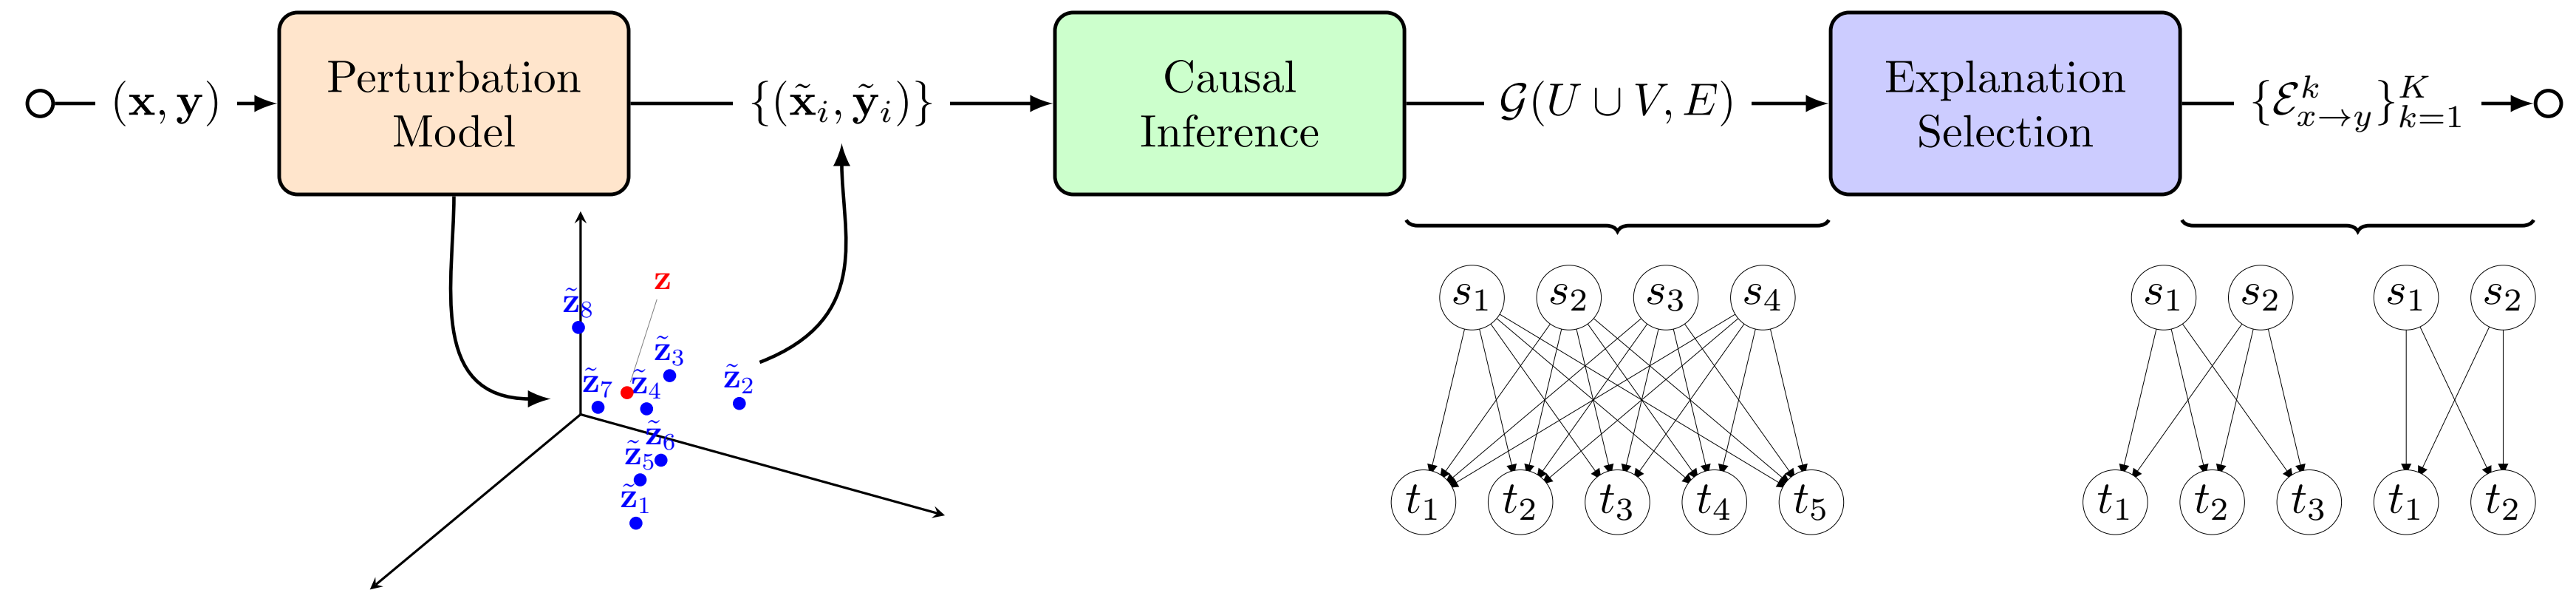 (x, y)
Perturbation
Model
{(x̃ᵢ, ỹᵢ)}
Causal
Inference
𝒢(U ∪ V, E)
Explanation
Selection
{ℰᵏₓ→ᵧ}ᴷₖ₌₁
z
z̃₈
z̃₃
z̃₇
z̃₄
z̃₂
z̃₆
z̃₅
z̃₁
s₁ s₂ s₃ s₄
t₁ t₂ t₃ t₄ t₅
s₁ s₂
t₁ t₂ t₃
s₁ s₂
t₁ t₂